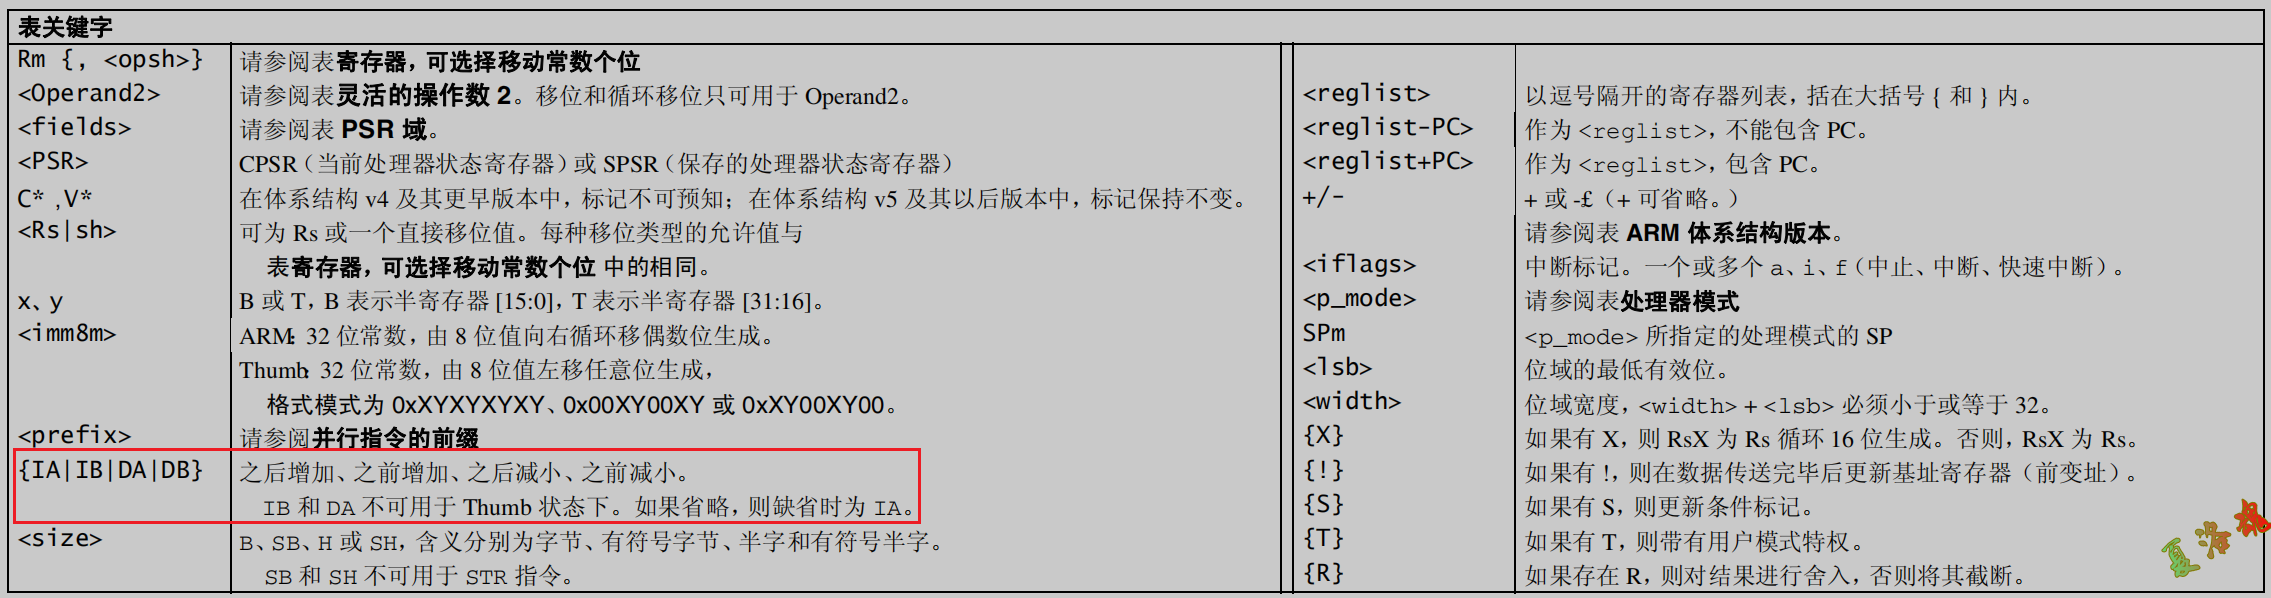 表关键字
Rm {, <opsh>} 请参阅表寄存器，可选择移动常数个位
<Operand2> 请参阅表灵活的操作数 2。移位和循环移位只可用于 Operand2。
<fields> 请参阅表 PSR 域。
<PSR> CPSR（当前处理器状态寄存器）或 SPSR（保存的处理器状态寄存器）
C* ,V* 在体系结构 v4 及其更早版本中，标记不可预知；在体系结构 v5 及其以后版本中，标记保持不变。
<Rs|sh> 可为 Rs 或一个直接移位值。每种移位类型的允许值与
表寄存器，可选择移动常数个位 中的相同。
x、y B 或 T，B 表示半寄存器 [15:0]，T 表示半寄存器 [31:16]。
<imm8m> ARM: 32 位常数，由 8 位值向右循环移偶数位生成。
Thumb: 32 位常数，由 8 位值左移任意位生成，
格式模式为 0xXYXYXYXY、0x00XY00XY 或 0xXY00XY00。
<prefix> 请参阅并行指令的前缀
{IA|IB|DA|DB} 之后增加、之前增加、之后减小、之前减小。
IB 和 DA 不可用于 Thumb 状态下。如果省略，则缺省时为 IA。
<size> B、SB、H 或 SH，含义分别为字节、有符号字节、半字和有符号半字。
SB 和 SH 不可用于 STR 指令。
<reglist> 以逗号隔开的寄存器列表，括在大括号 { 和 } 内。
<reglist-PC> 作为 <reglist>，不能包含 PC。
<reglist+PC> 作为 <reglist>，包含 PC。
+/- + 或 -£（+ 可省略。）
请参阅表 ARM 体系结构版本。
<iflags> 中断标记。一个或多个 a、i、f（中止、中断、快速中断）。
<p_mode> 请参阅表处理器模式
SPm <p_mode> 所指定的处理模式的 SP
<lsb> 位域的最低有效位。
<width> 位域宽度，<width> + <lsb> 必须小于或等于 32。
{X} 如果有 X，则 RsX 为 Rs 循环 16 位生成。否则，RsX 为 Rs。
{!} 如果有 !，则在数据传送完毕后更新基址寄存器（前变址）。
{S} 如果有 S，则更新条件标记。
{T} 如果有 T，则带有用户模式特权。
{R} 如果存在 R，则对结果进行舍入，否则将其截断。